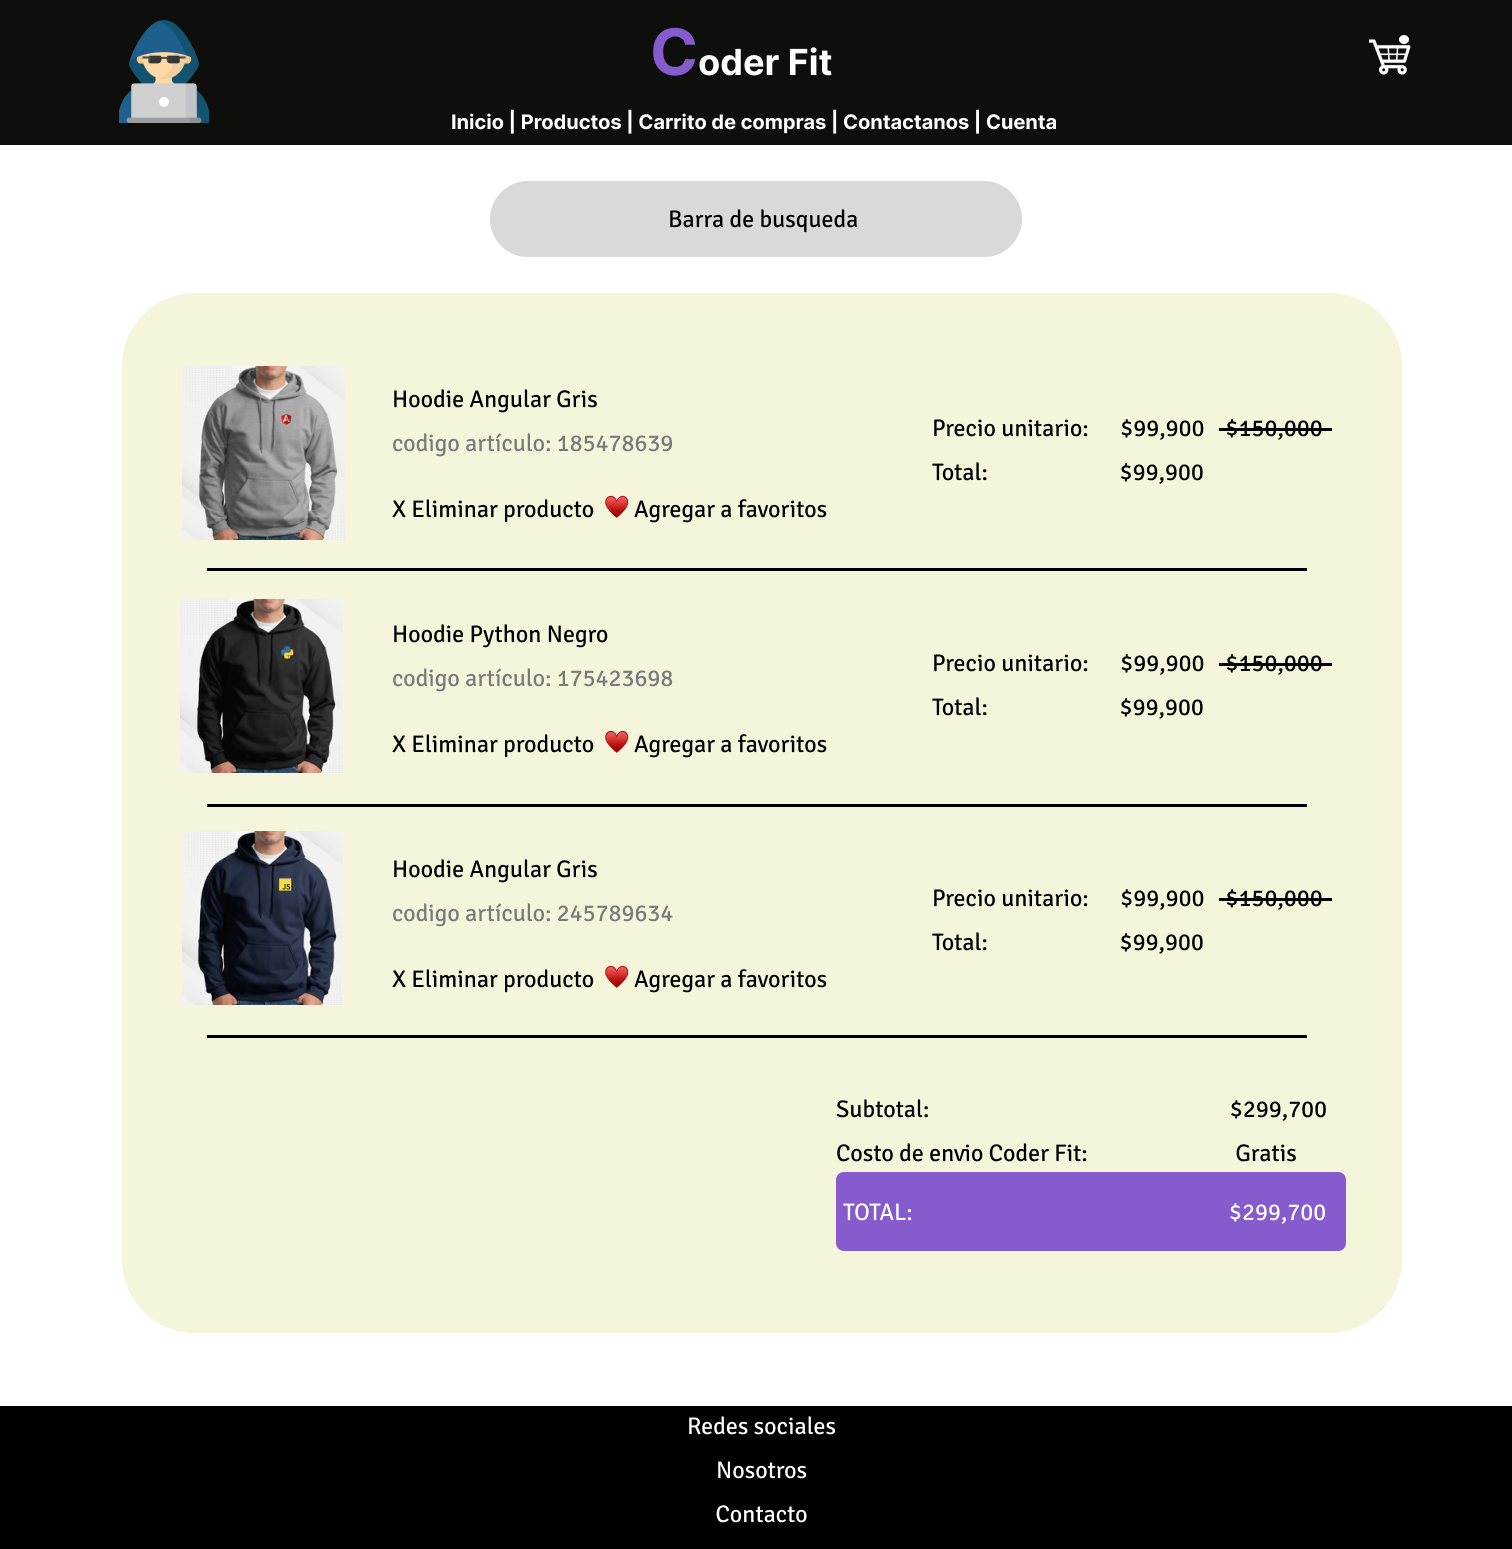 Coder Fit
Inicio | Productos | Carrito de compras | Contactanos | Cuenta
Barra de busqueda
Hoodie Angular Gris
codigo artículo: 185478639
X Eliminar producto ♥ Agregar a favoritos
Precio unitario: $99,900 $150,000
Total: $99,900
Hoodie Python Negro
codigo artículo: 175423698
X Eliminar producto ♥ Agregar a favoritos
Precio unitario: $99,900 $150,000
Total: $99,900
JS
Hoodie Angular Gris
codigo artículo: 245789634
X Eliminar producto ♥ Agregar a favoritos
Precio unitario: $99,900 $150,000
Total: $99,900
Subtotal: $299,700
Costo de envio Coder Fit: Gratis
TOTAL: $299,700
Redes sociales
Nosotros
Contacto